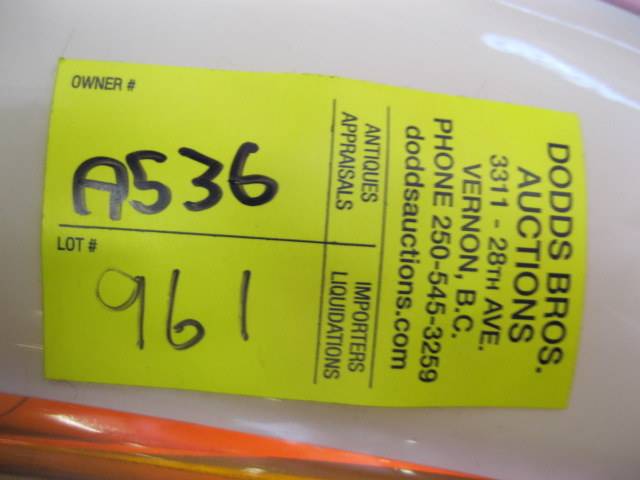 OWNER #
A536
LOT #
961
DODDS BROS.
AUCTIONS
3311 - 28TH AVE.
VERNON, B.C.
PHONE 250-545-3259
doddsauctions.com
ANTIQUES
APPRAISALS
IMPORTERS
LIQUIDATIONS